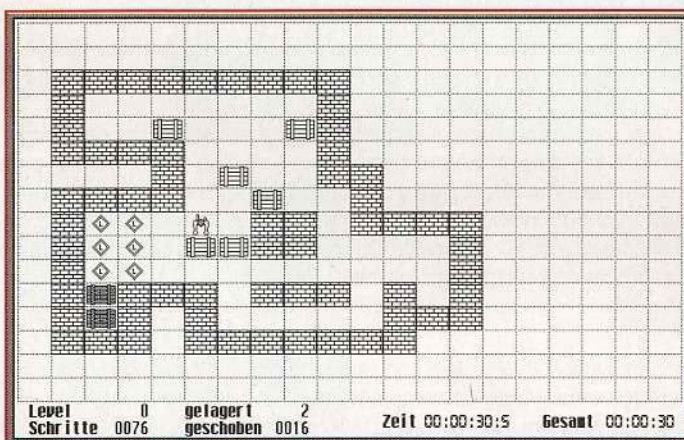 L L
L L
L L
Level 0 gelagert 2 Zeit 00:00:30:5 Gesamt 00:00:30
Schritte 0076 geschoben 0016